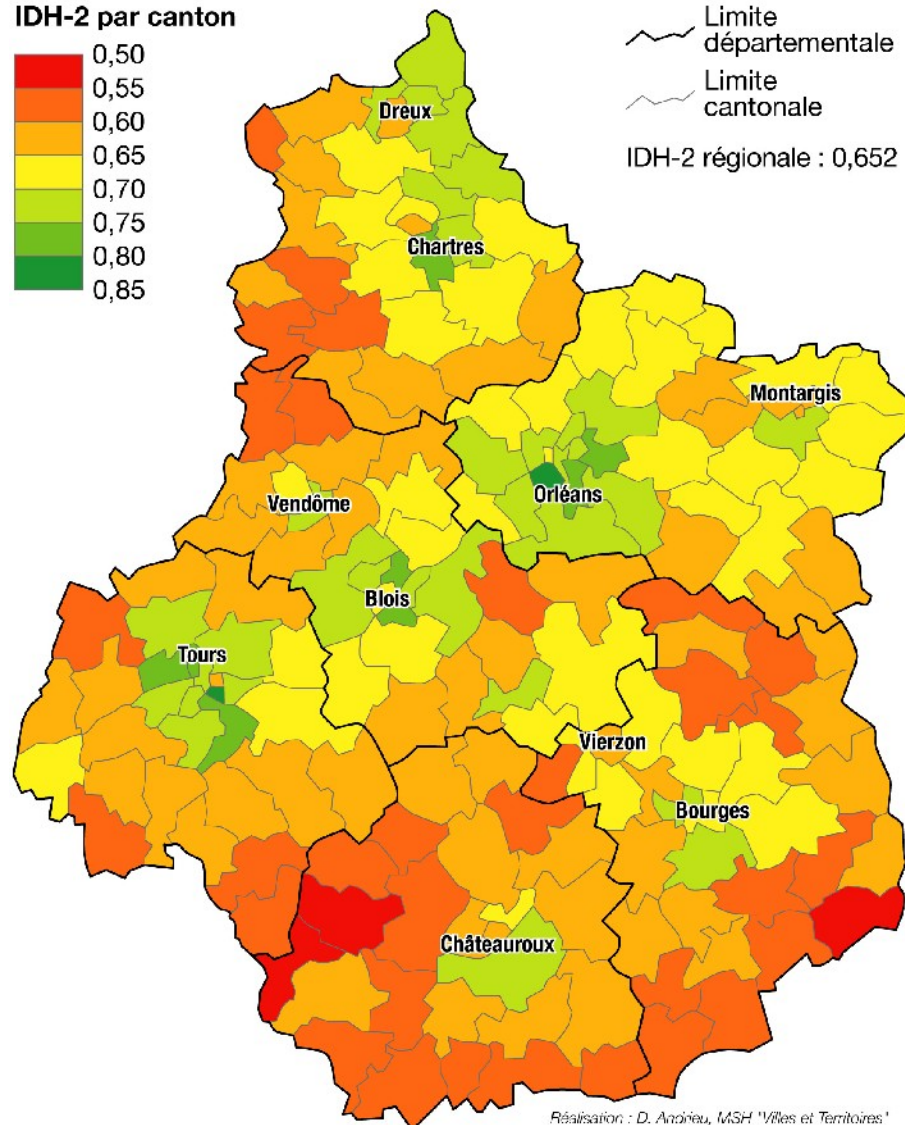 IDH-2 par canton
0,50
0,55
0,60
0,65
0,70
0,75
0,80
0,85
Limite
départementale
Limite
cantonale
IDH-2 régionale : 0,652
Dreux
Chartres
Montargis
Orléans
Vendôme
Blois
Tours
Vierzon
Bourges
Châteauroux
Réalisation : D. Andrieu, MSH "Villes et Territoires"